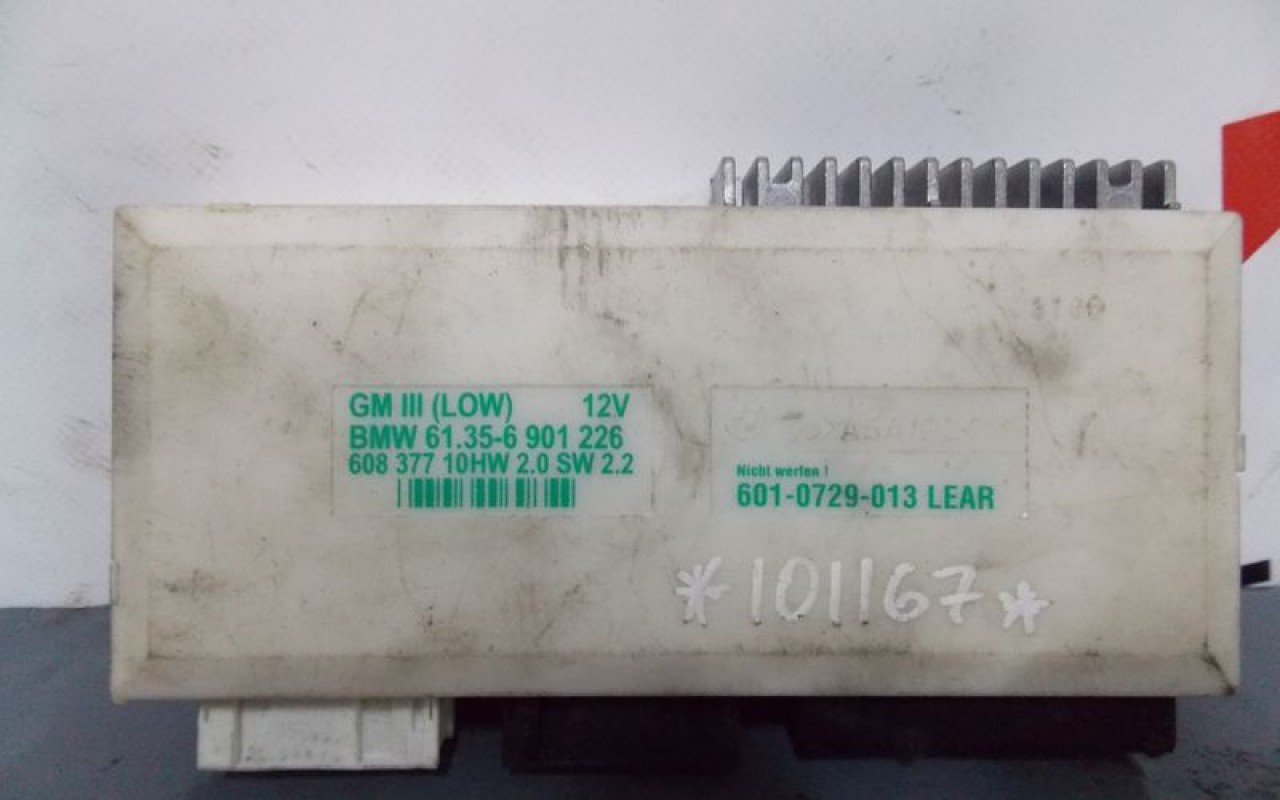 GM III (LOW) 12V
BMW 61.35-6 901 226
608 377 10HW 2.0 SW 2.2
Nicht werfen !
601-0729-013 LEAR
*101167*